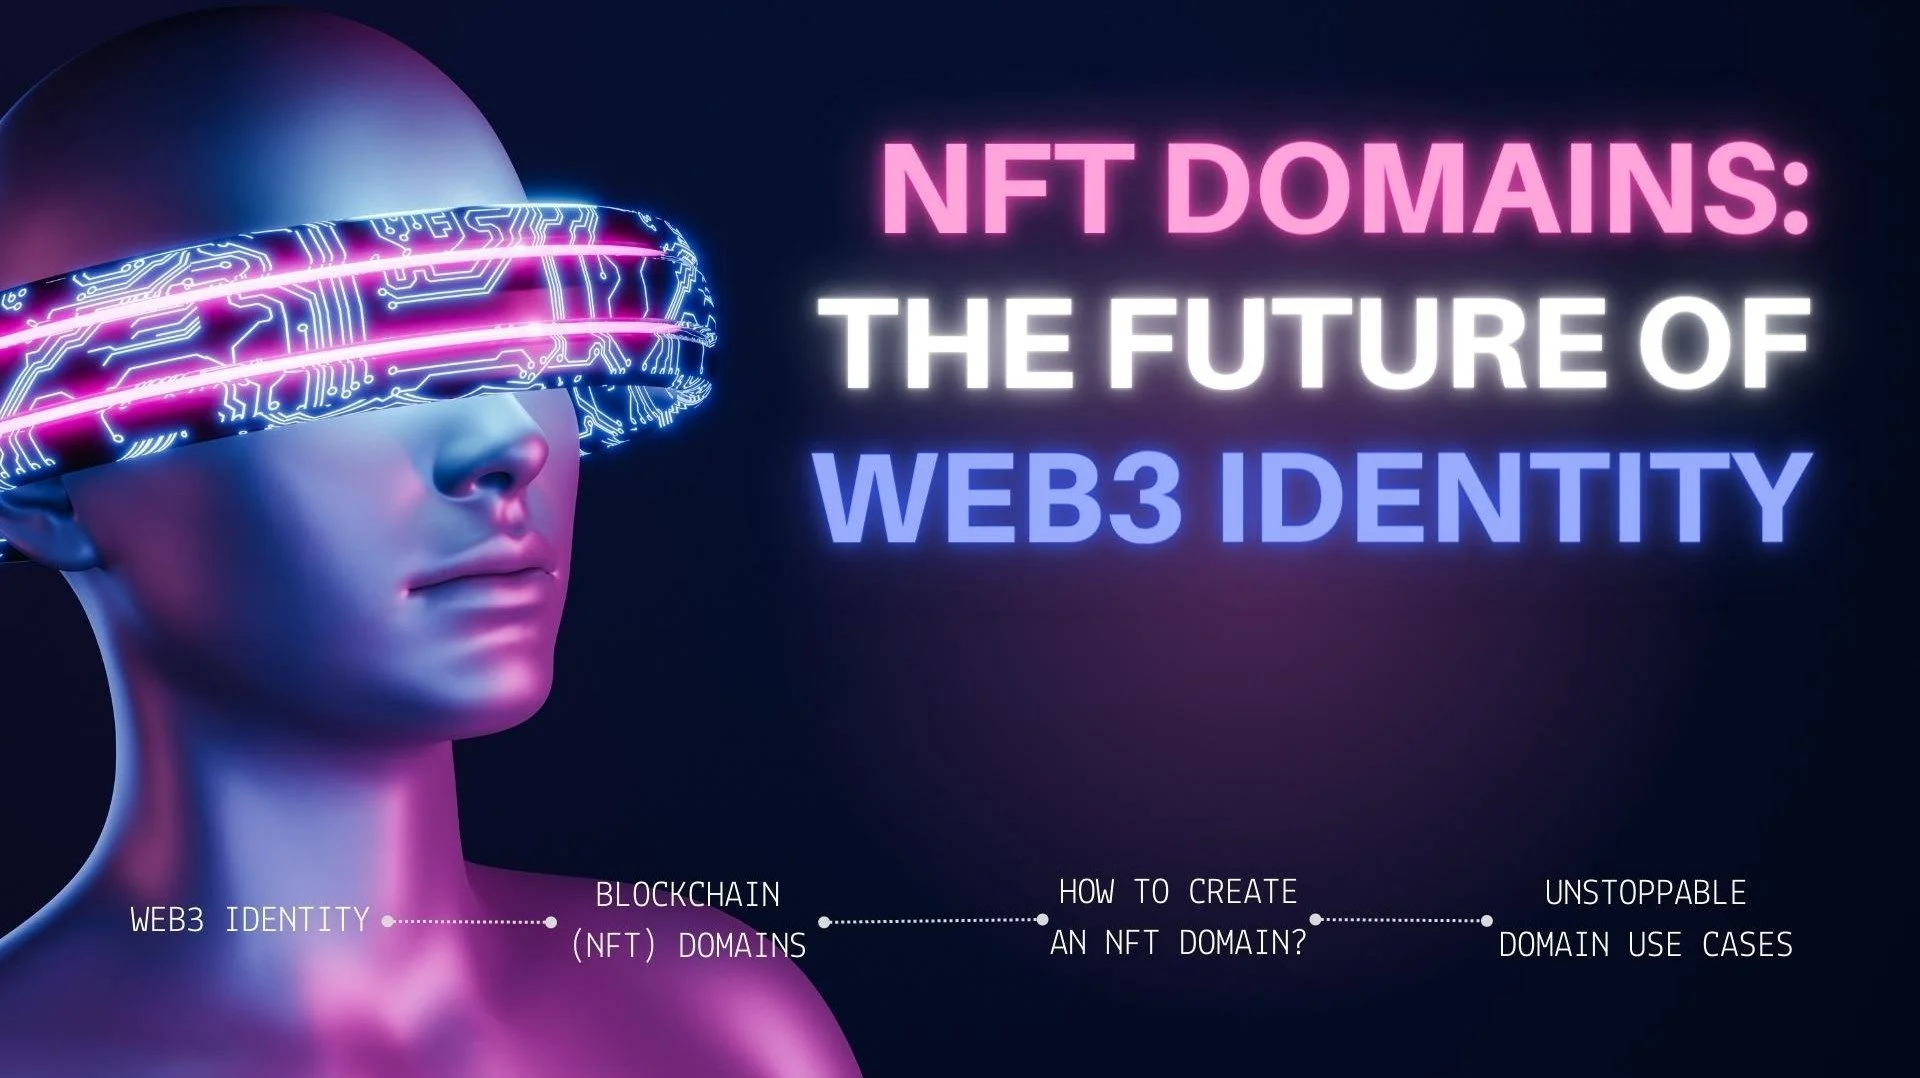 NFT DOMAINS:
THE FUTURE OF
WEB3 IDENTITY
WEB3 IDENTITY
BLOCKCHAIN
(NFT) DOMAINS
HOW TO CREATE
AN NFT DOMAIN?
UNSTOPPABLE
DOMAIN USE CASES